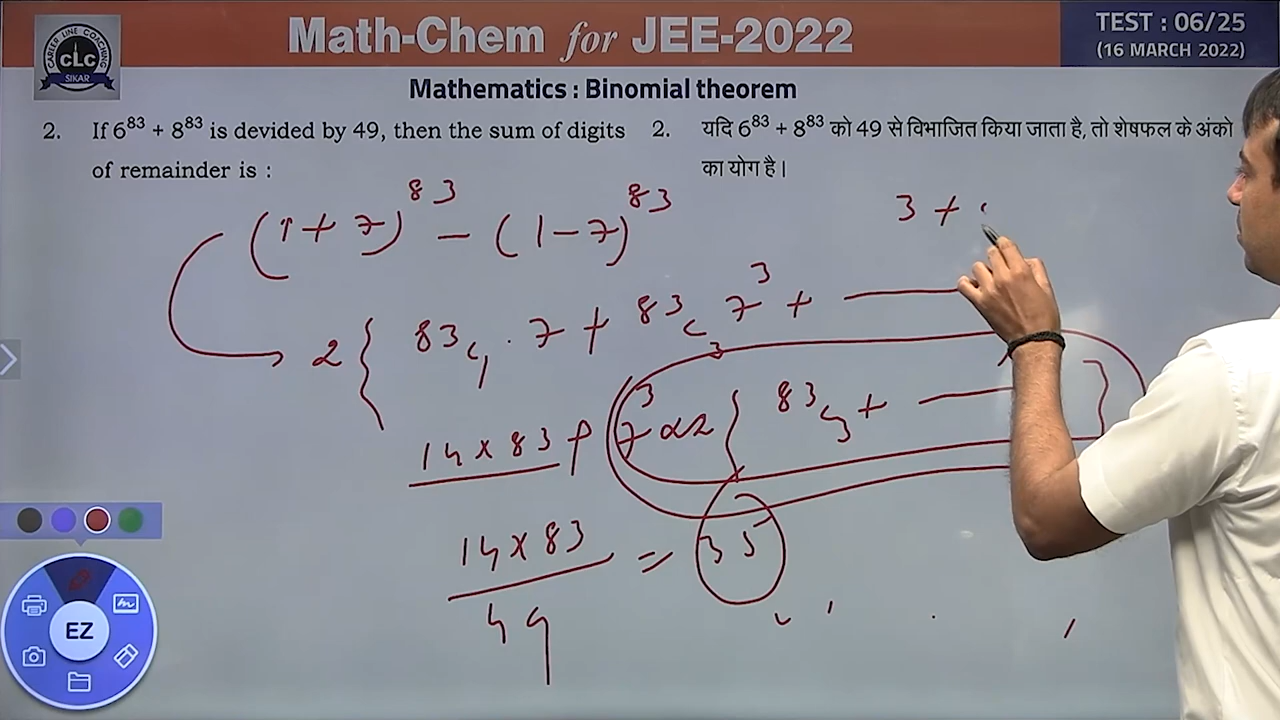 CAREER LINE COACHING
CLC
SIKAR
Math-Chem for JEE-2022
TEST : 06/25
(16 MARCH 2022)
Mathematics : Binomial theorem
2. If 6^83 + 8^83 is devided by 49, then the sum of digits
of remainder is :
2. यदि 6^83 + 8^83 को 49 से विभाजित किया जाता है, तो शेषफल के अंको
का योग है।
(1 + 7)^83 - (1 - 7)^83
3 +
2 { 83c₁ . 7 + 83c₃ 7^3 +
14 x 83 + 7^3 x 2 { 83c₃ + }
14 x 83 = 35
49
EZ